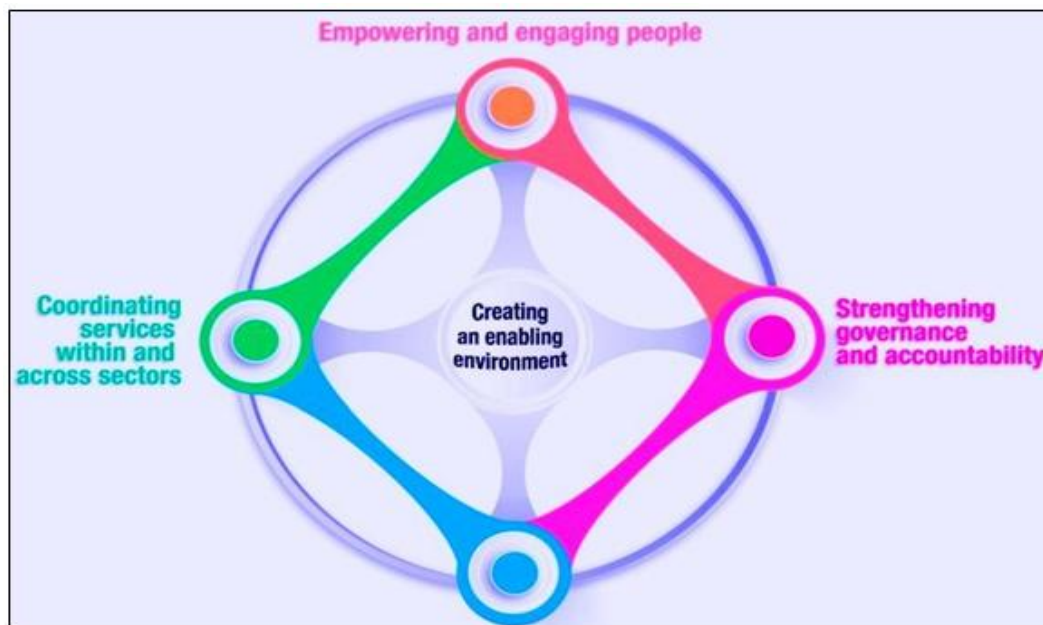 Empowering and engaging people
Coordinating
services
within and
across sectors
Creating
an enabling
environment
Strengthening
governance
and accountability